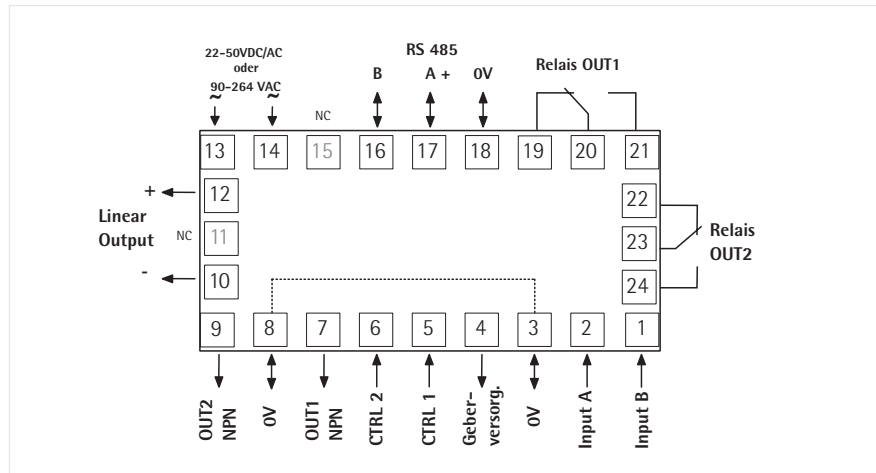 22-50VDC/AC
oder
90-264 VAC
~ ~
RS 485
B A + 0V
Relais OUT1
NC
13 14 15 16 17 18 19 20 21
+ 12
Linear
Output
NC 11
- 10
22
23
24
Relais
OUT2
9 8 7 6 5 4 3 2 1
OUT2
NPN
0V
OUT1
NPN
CTRL 2
CTRL 1
Geber-
versorg.
0V
Input A
Input B